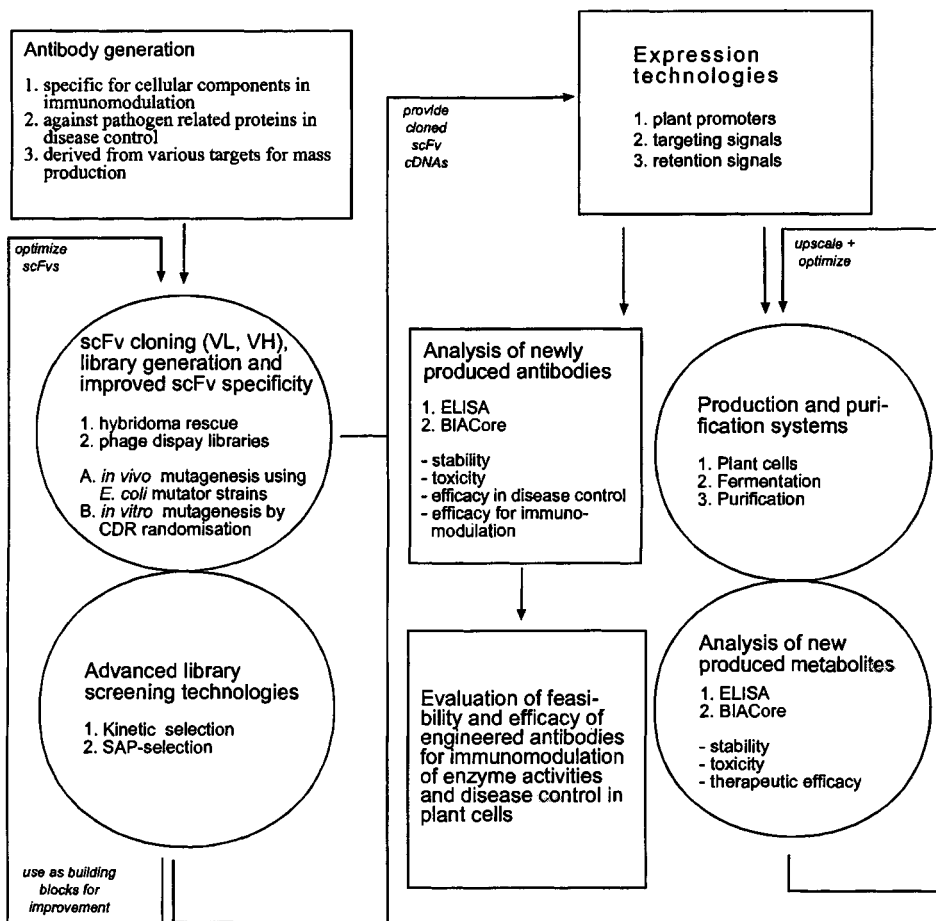 Antibody generation
1. specific for cellular components in
immunomodulation
2. against pathogen related proteins in
disease control
3. derived from various targets for mass
production
optimize
scFvs
scFv cloning (VL, VH),
library generation and
improved scFv specificity
1. hybridoma rescue
2. phage dispay libraries
A. in vivo mutagenesis using
E. coli mutator strains
B. in vitro mutagenesis by
CDR randomisation
Advanced library
screening technologies
1. Kinetic selection
2. SAP-selection
use as building
blocks for
improvement
provide
cloned
scFv
cDNAs
Expression
technologies
1. plant promoters
2. targeting signals
3. retention signals
Analysis of newly
produced antibodies
1. ELISA
2. BIACore
- stability
- toxicity
- efficacy in disease control
- efficacy for immuno-
modulation
Evaluation of feasi-
bility and efficacy of
engineered antibodies
for immunomodulation
of enzyme activities
and disease control in
plant cells
upscale +
optimize
Production and puri-
fication systems
1. Plant cells
2. Fermentation
3. Purification
Analysis of new
produced metabolites
1. ELISA
2. BIACore
- stability
- toxicity
- therapeutic efficacy